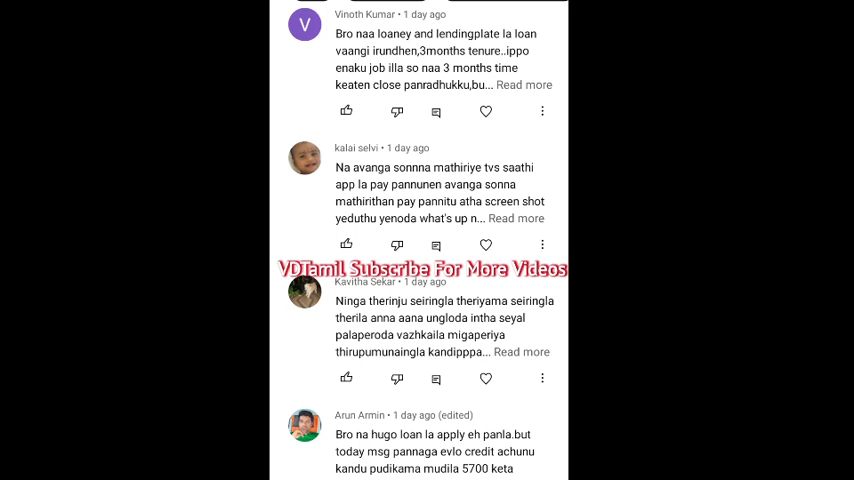 V
Vinoth Kumar • 1 day ago
Bro naa loaney and lendingplate la loan
vaangi irundhen,3months tenure..ippo
enaku job illa so naa 3 months time
keaten close panradhukku,bu... Read more
kalai selvi • 1 day ago
Na avanga sonnna mathiriye tvs saathi
app la pay pannunen avanga sonna
mathirithan pay pannitu atha screen shot
yeduthu yenoda what's up n... Read more
VDTamil Subscribe For More Videos
Kavitha Sekar • 1 day ago
Ninga therinju seiringla theriyama seiringla
therila anna aana ungloda intha seyal
palaperoda vazhkaila migaperiya
thirupumunaingla kandipppa... Read more
Arun Armin • 1 day ago (edited)
Bro na hugo loan la apply eh panla.but
today msg pannaga evlo credit achunu
kandu pudikama mudila 5700 keta